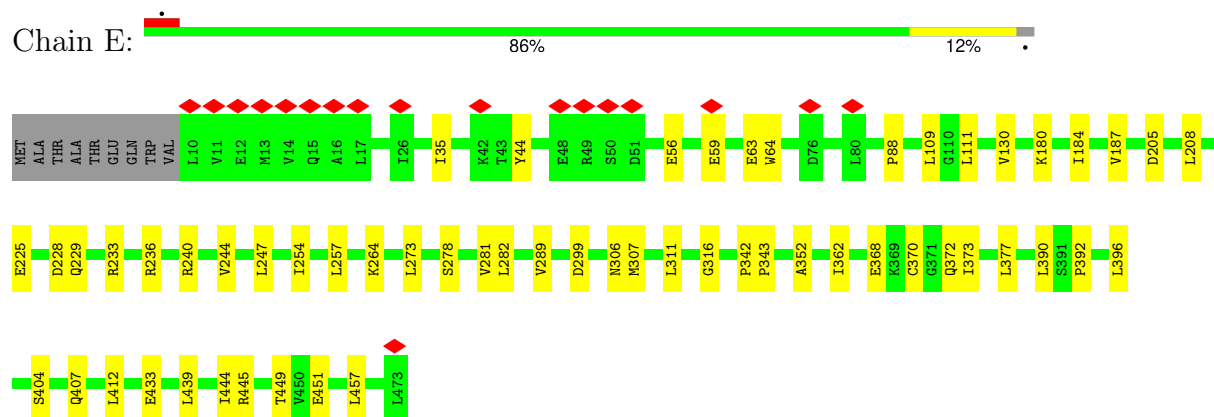 Chain E:
86% 12%
MET ALA THR ALA THR GLU GLN TRP VAL L10 V11 E12 M13 V14 Q15 A16 L17 I26 I35 K42 T43 Y44 E48 R49 S50 D51 E56 E59 E63 W64 D76 L80 P88 L109 G110 L111 V130 K180 I184 V187 D205 L208
E225 D228 Q229 R233 R236 R240 V244 L247 I254 L257 K264 L273 S278 V281 L282 V289 D299 N306 M307 L311 G316 P342 P343 A352 I362 E368 K369 C370 G371 Q372 I373 L377 L390 S391 P392 L396
S404 Q407 L412 E433 L439 I444 R445 T449 V450 E451 L457 L473